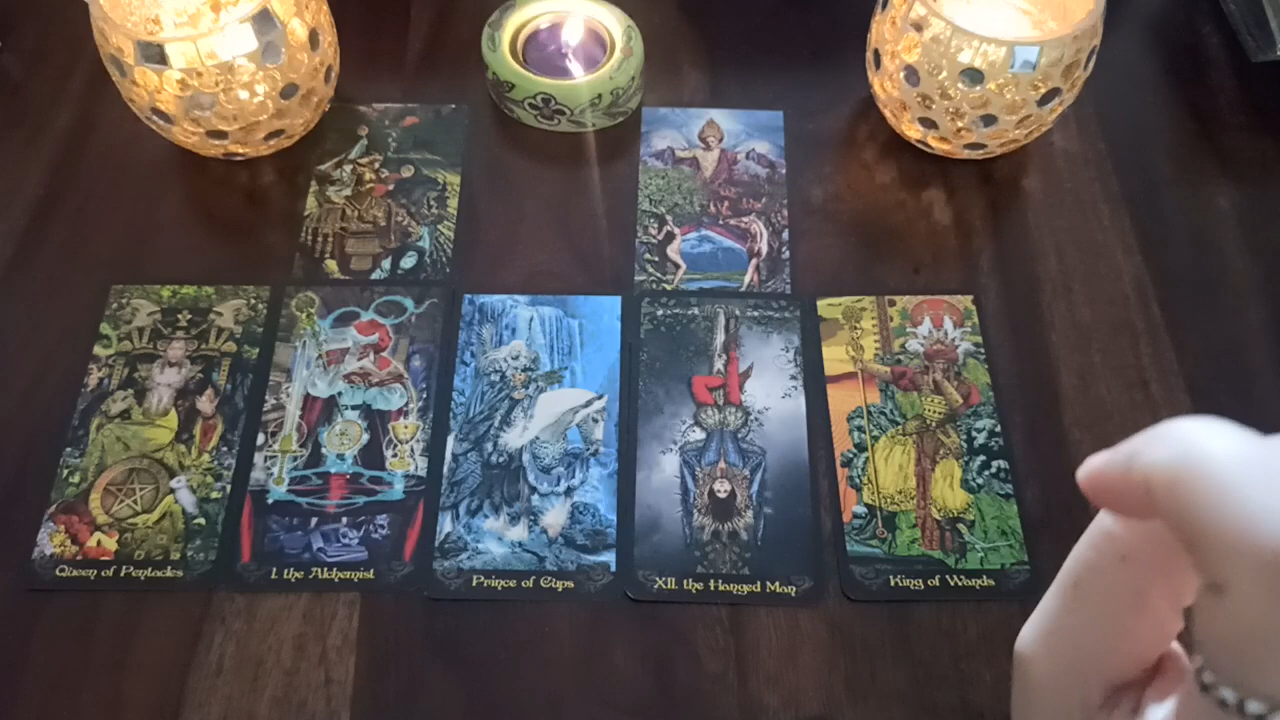 Queen of Pentacles
I. the Alchemist
Prince of Cups
XII. the Hanged Man
King of Wands